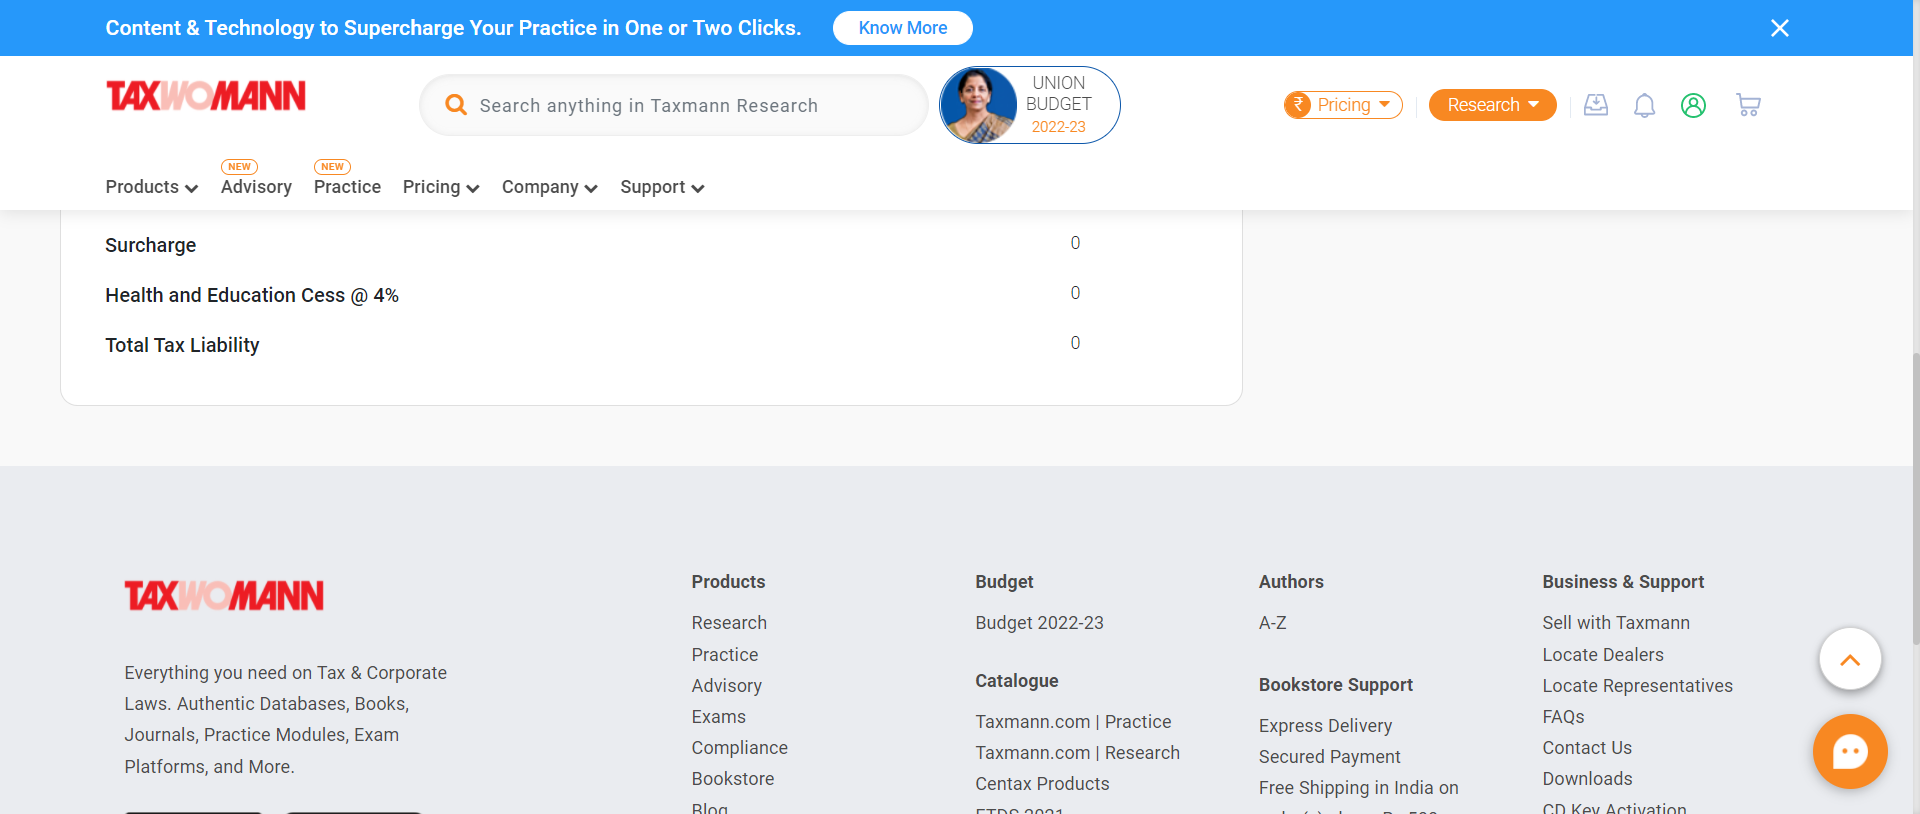 Content & Technology to Supercharge Your Practice in One or Two Clicks.
Know More
TAXWOMANN
Search anything in Taxmann Research
UNION
BUDGET
2022-23
₹ Pricing
Research
Products
NEW
Advisory
NEW
Practice
Pricing
Company
Support
Surcharge 0
Health and Education Cess @ 4% 0
Total Tax Liability 0
TAXWOMANN
Everything you need on Tax & Corporate
Laws. Authentic Databases, Books,
Journals, Practice Modules, Exam
Platforms, and More.
Products
Research
Practice
Advisory
Exams
Compliance
Bookstore
Blog
Budget
Budget 2022-23
Catalogue
Taxmann.com | Practice
Taxmann.com | Research
Centax Products
ETDS 2021
Authors
A-Z
Bookstore Support
Express Delivery
Secured Payment
Free Shipping in India on
Business & Support
Sell with Taxmann
Locate Dealers
Locate Representatives
FAQs
Contact Us
Downloads
CD Key Activation